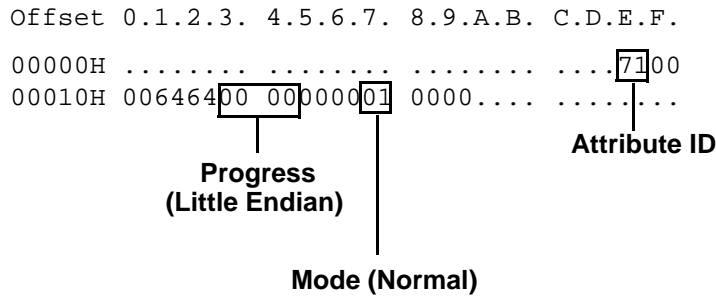 Offset 0.1.2.3. 4.5.6.7. 8.9.A.B. C.D.E.F.
00000H ........ ........ ........ ....7100
00010H 00646400 00000001 0000.... ........
Attribute ID
Progress
(Little Endian)
Mode (Normal)